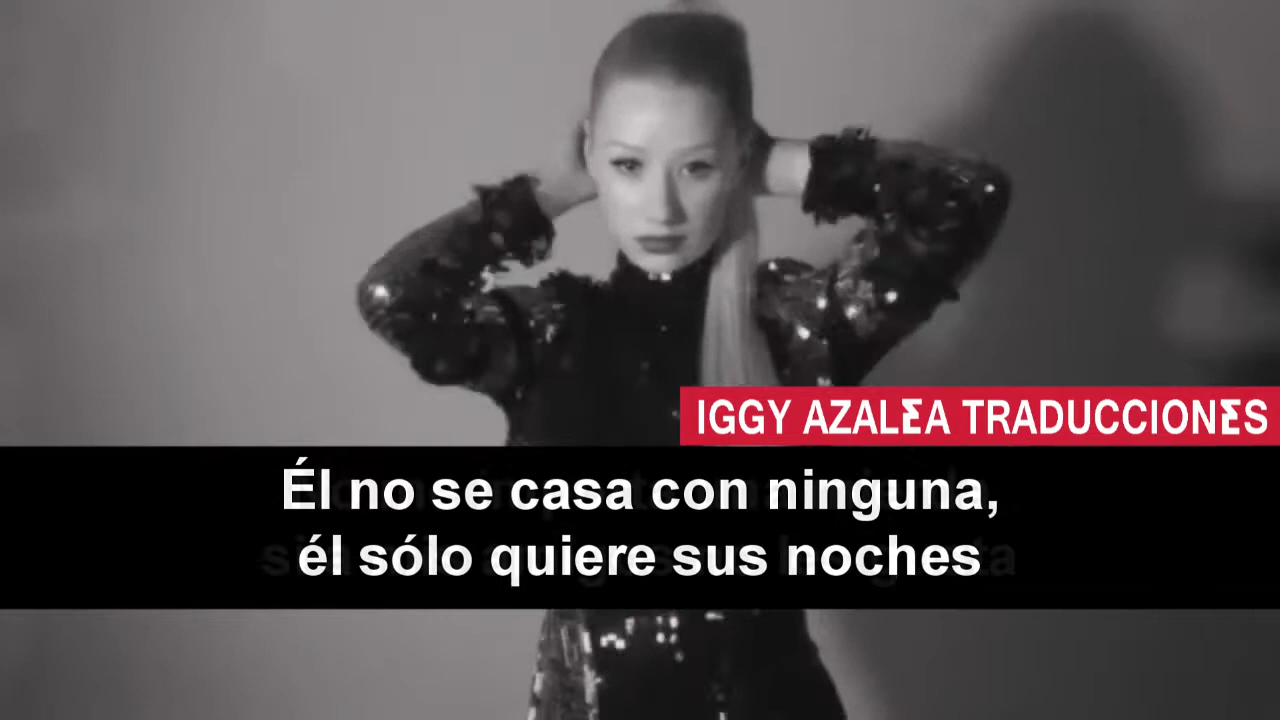 IGGY AZALEA TRADUCCIONES
Él no se casa con ninguna,
él sólo quiere sus noches